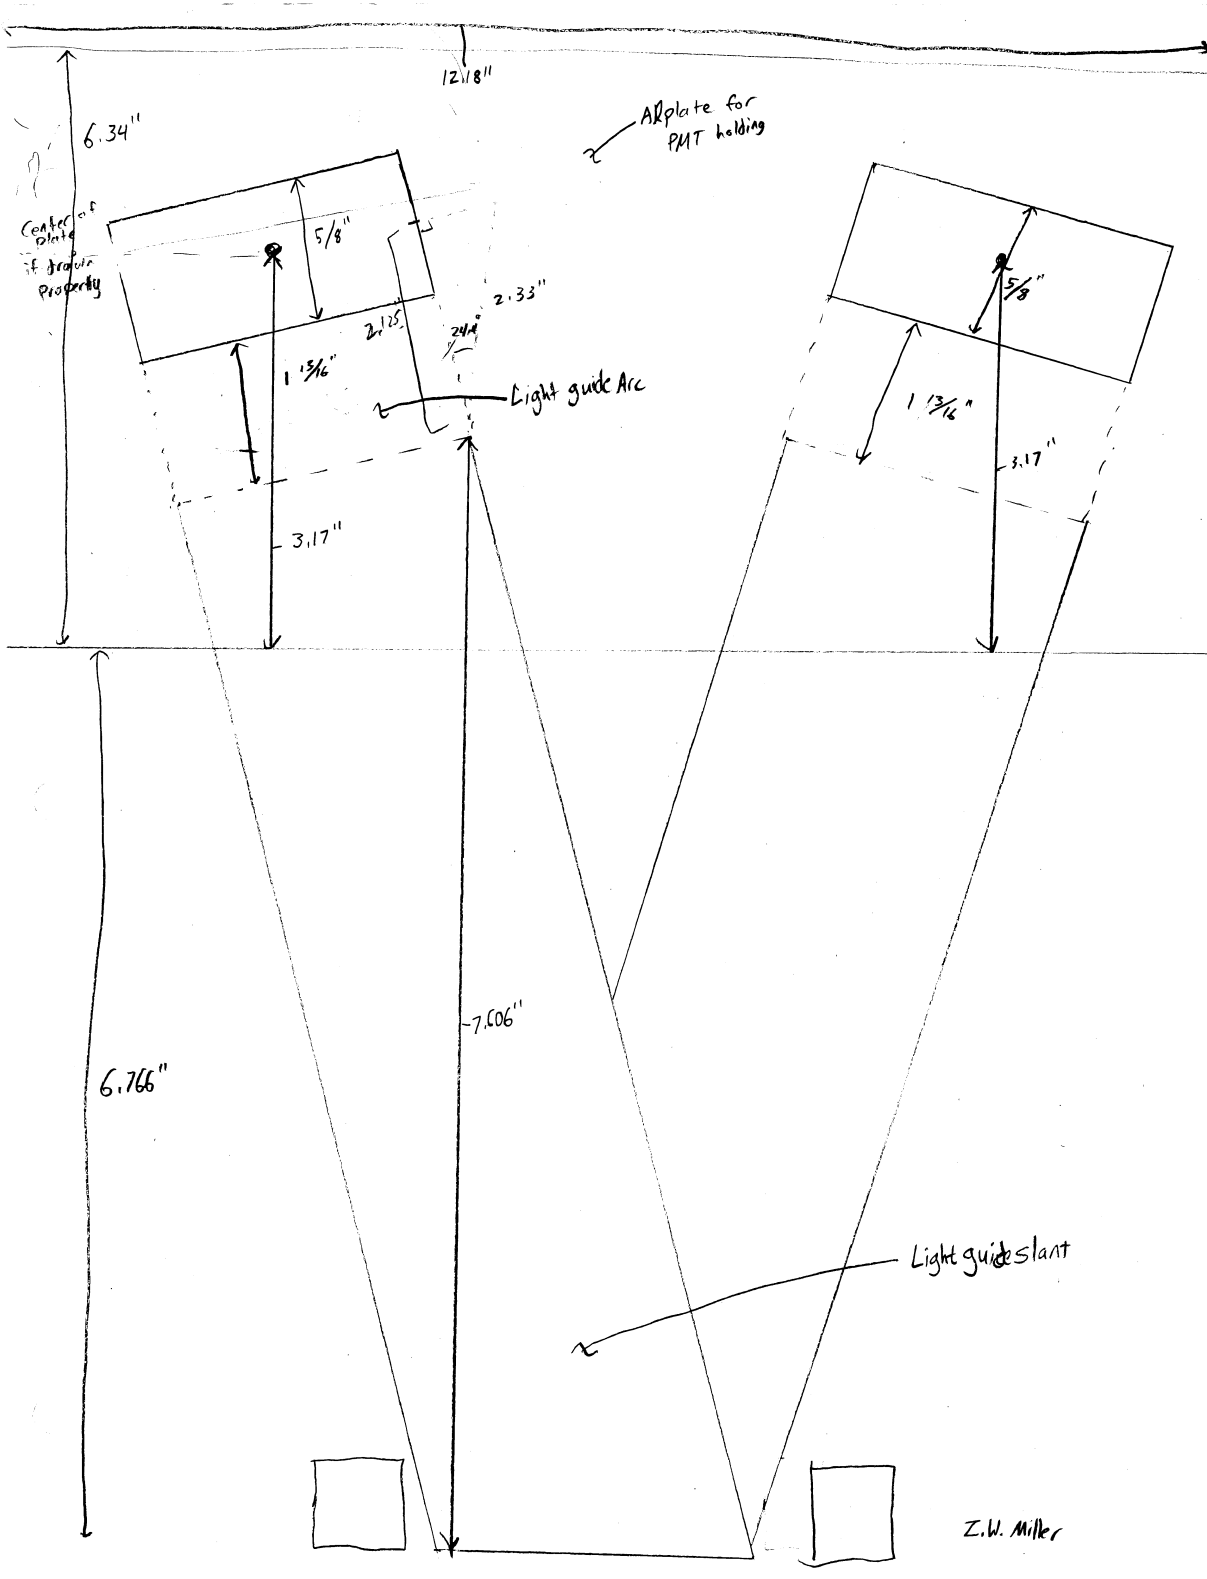 12.18"
6.34"
ALplate for
PMT holding
Center of
plate
if drawn
Properly
5/8"
5/8"
2.33"
2.125"
1 13/16"
Light guide Arc
1 13/16"
3.17"
3.17"
7.606"
6.766"
Light guide slant
Z.W. Miller